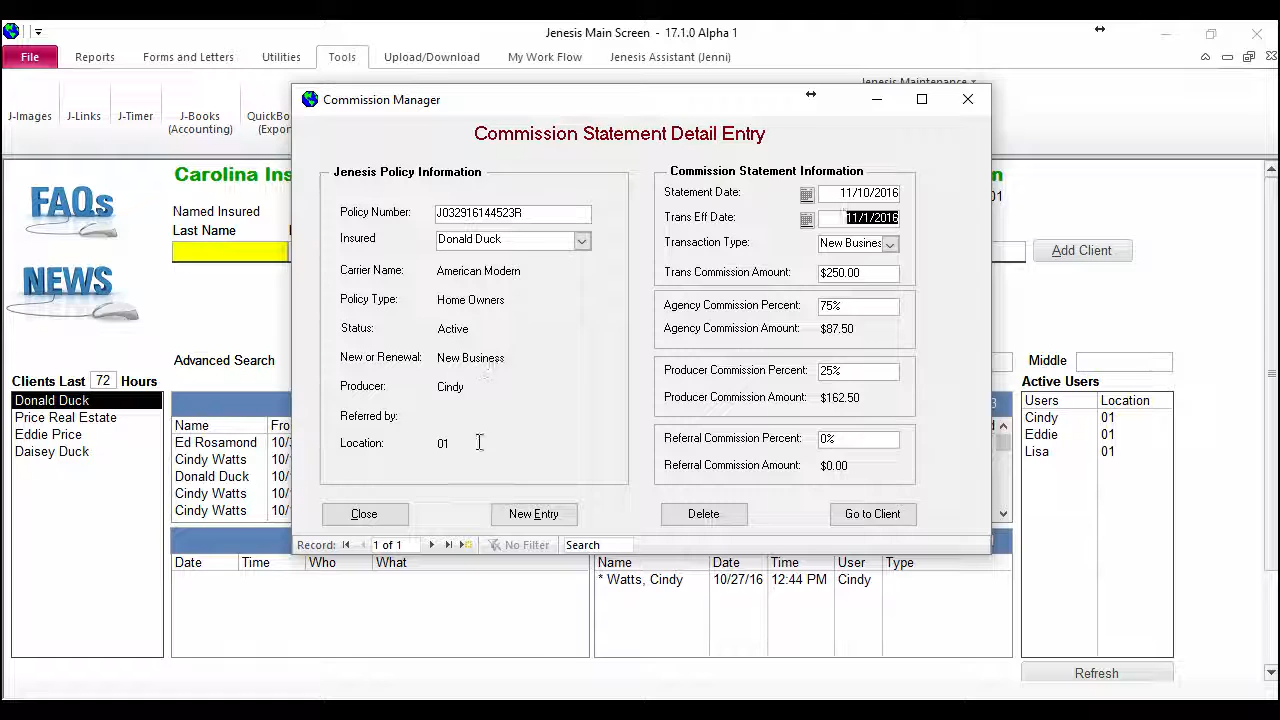 Jenesis Main Screen - 17.1.0 Alpha 1
File Reports Forms and Letters Utilities Tools Upload/Download My Work Flow Jenesis Assistant (Jenni)
Jenesis Maintenance
J-Images J-Links J-Timer J-Books (Accounting)
Carolina Ins
Named Insured
Last Name
Add Client
FAQs
NEWS
Advanced Search
Middle
Clients Last 72 Hours
Donald Duck
Price Real Estate
Eddie Price
Daisey Duck
Name
Ed Rosamond
Cindy Watts
Donald Duck
Cindy Watts
Cindy Watts
Active Users
Users Location
Cindy 01
Eddie 01
Lisa 01
Commission Manager
Commission Statement Detail Entry
Jenesis Policy Information
Policy Number: J032916144523R
Insured Donald Duck
Carrier Name: American Modern
Policy Type: Home Owners
Status: Active
New or Renewal: New Business
Producer: Cindy
Referred by:
Location: 01
Commission Statement Information
Statement Date: 11/10/2016
Trans Eff Date: 11/1/2016
Transaction Type: New Busines
Trans Commission Amount: $250.00
Agency Commission Percent: 75%
Agency Commission Amount: $87.50
Producer Commission Percent: 25%
Producer Commission Amount: $162.50
Referral Commission Percent: 0%
Referral Commission Amount: $0.00
Close New Entry Delete Go to Client
Record: 1 of 1 No Filter Search
Date Time Who What
Name Date Time User Type
* Watts, Cindy 10/27/16 12:44 PM Cindy
Refresh